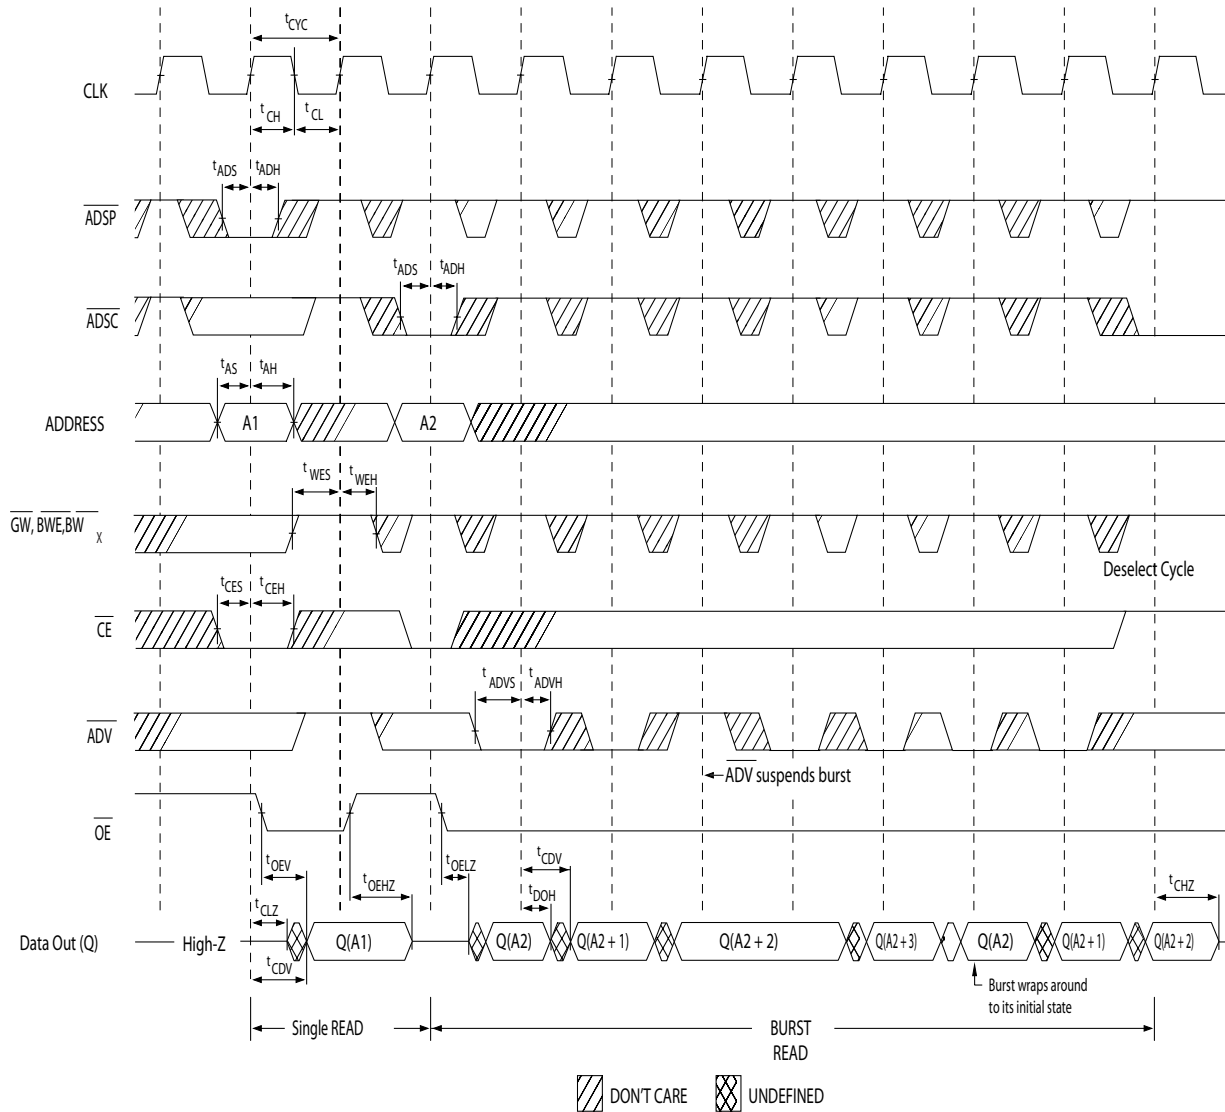 tCYC
CLK
tCH
tCL
tADS
tADH
ADSP
tADS
tADH
ADSC
tAS
tAH
ADDRESS
A1
A2
tWES
tWEH
GW, BWE,BW X
Deselect Cycle
tCES
tCEH
CE
tADVS
tADVH
ADV
ADV suspends burst
OE
tOEV
tOEHZ
tOELZ
tCDV
tDOH
tCHZ
tCLZ
Data Out (Q)
High-Z
Q(A1)
Q(A2)
Q(A2 + 1)
Q(A2 + 2)
Q(A2 + 3)
Q(A2)
Q(A2 + 1)
Q(A2 + 2)
tCDV
Burst wraps around
to its initial state
Single READ
BURST
READ
DON'T CARE
UNDEFINED